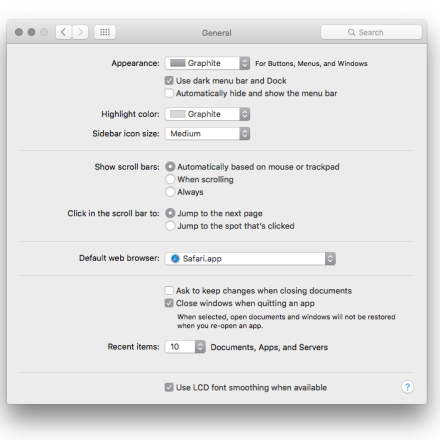 General
Search
Appearance: Graphite For Buttons, Menus, and Windows
Use dark menu bar and Dock
Automatically hide and show the menu bar
Highlight color: Graphite
Sidebar icon size: Medium
Show scroll bars: Automatically based on mouse or trackpad
When scrolling
Always
Click in the scroll bar to: Jump to the next page
Jump to the spot that's clicked
Default web browser: Safari.app
Ask to keep changes when closing documents
Close windows when quitting an app
When selected, open documents and windows will not be restored
when you re-open an app.
Recent items: 10 Documents, Apps, and Servers
Use LCD font smoothing when available
?